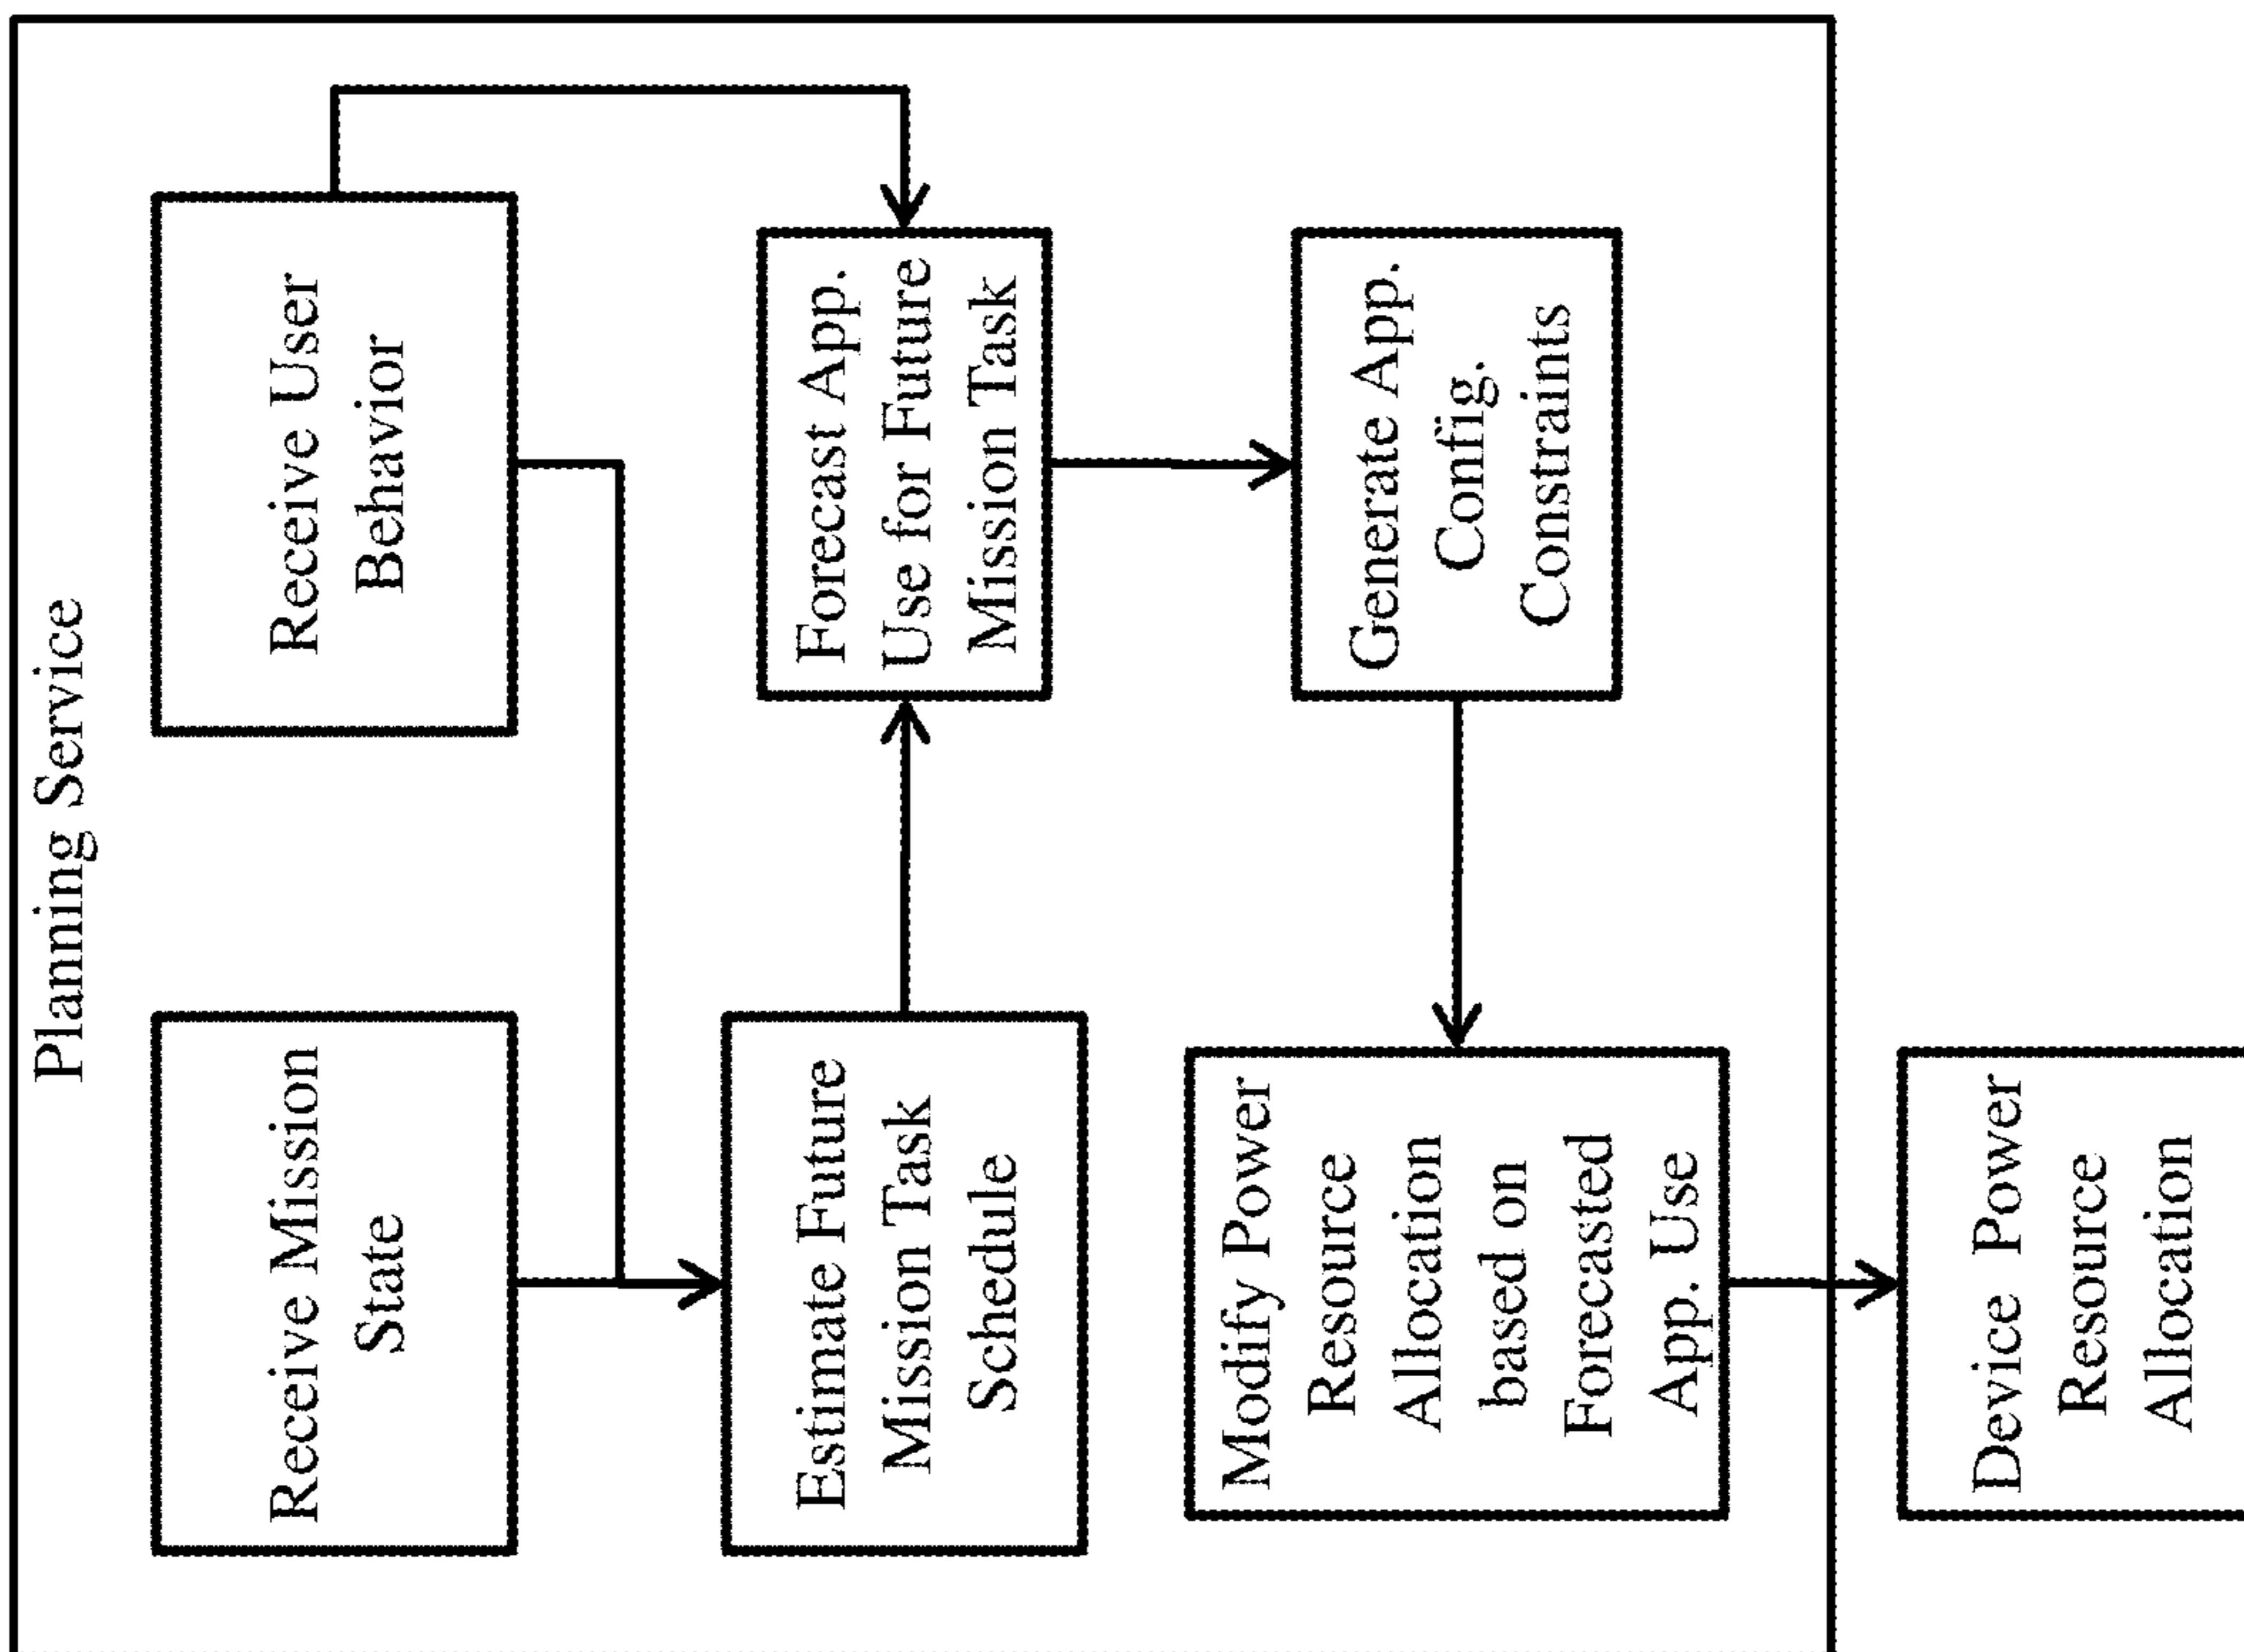 Planning Service
Receive Mission
State
Receive User
Behavior
Estimate Future
Mission Task
Schedule
Forecast App.
Use for Future
Mission Task
Generate App.
Config.
Constraints
Modify Power
Resource
Allocation
based on
Forecasted
App. Use
Device Power
Resource
Allocation